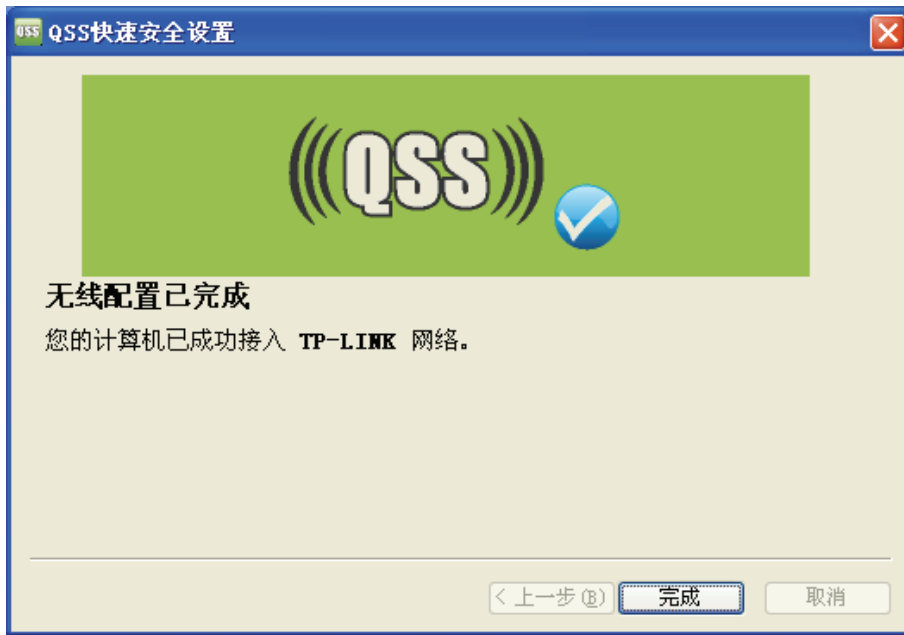 QSS QSS快速安全设置
(((QSS)))
无线配置已完成
您的计算机已成功接入 TP-LINK 网络。
< 上一步(B) 完成 取消